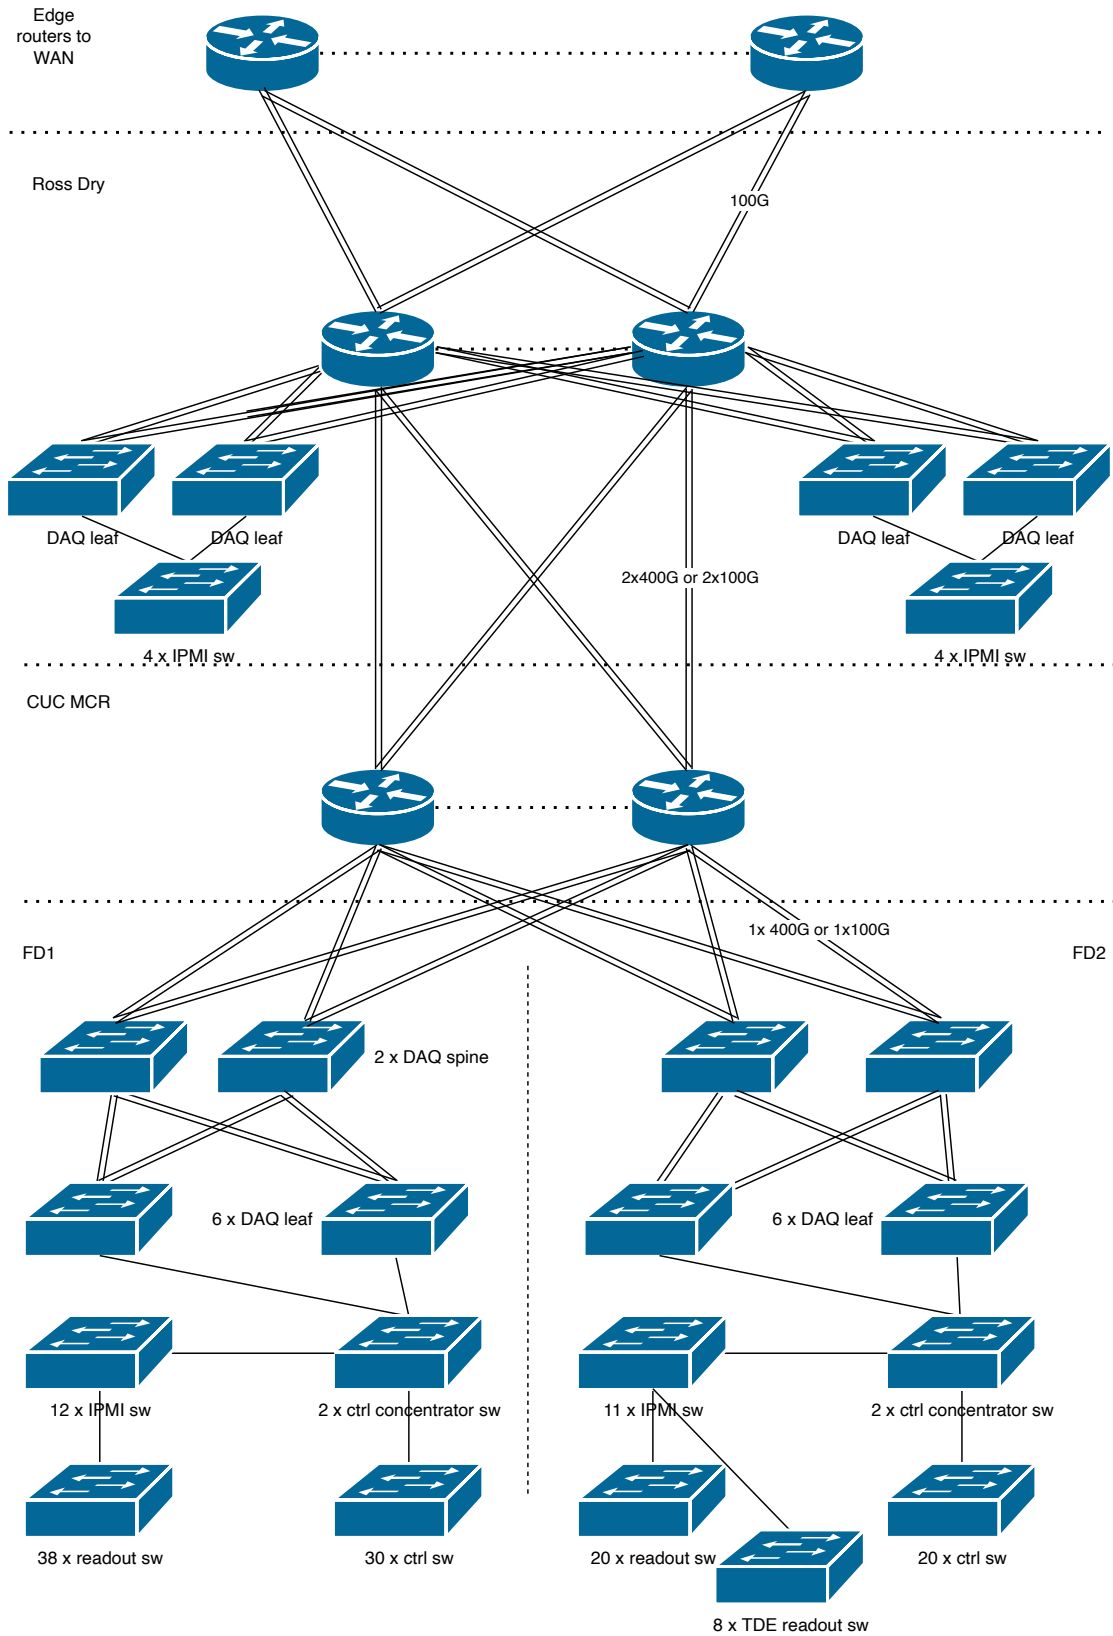 Edge
routers to
WAN
Ross Dry
100G
DAQ leaf
DAQ leaf
DAQ leaf
DAQ leaf
2x400G or 2x100G
4 x IPMI sw
4 x IPMI sw
CUC MCR
1x 400G or 1x100G
FD1
FD2
2 x DAQ spine
6 x DAQ leaf
6 x DAQ leaf
12 x IPMI sw
2 x ctrl concentrator sw
11 x IPMI sw
2 x ctrl concentrator sw
38 x readout sw
30 x ctrl sw
20 x readout sw
20 x ctrl sw
8 x TDE readout sw